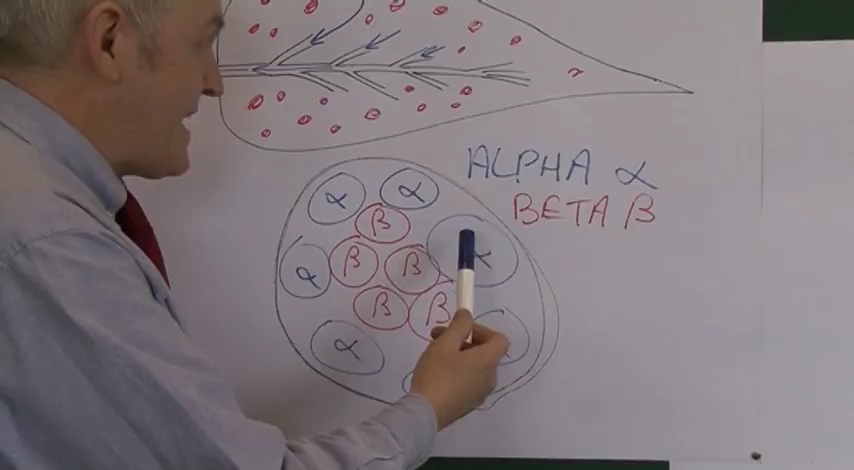 ALPHA α
BETA β
α α
β
α β β α
β β
α